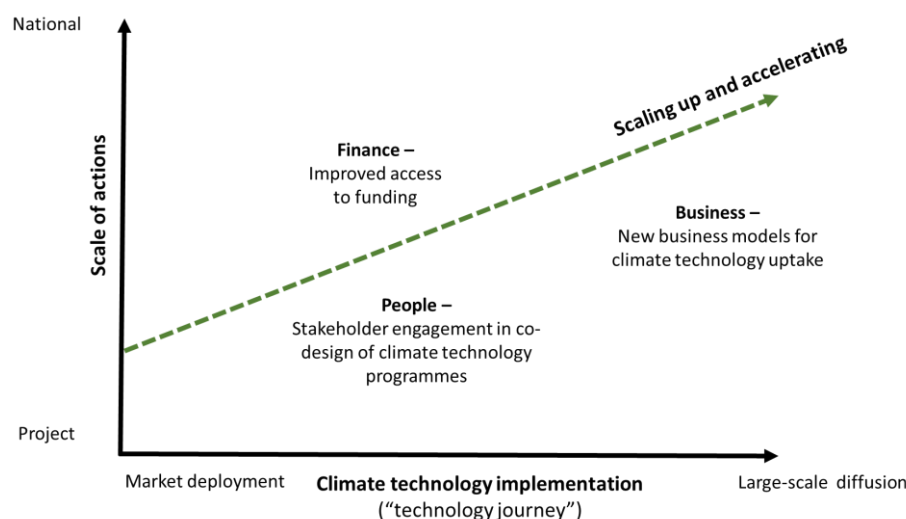 National
Scaling up and accelerating
Finance –
Improved access
to funding
Scale of actions
Business –
New business models for
climate technology uptake
People –
Stakeholder engagement in co-
design of climate technology
programmes
Project
Market deployment
Climate technology implementation
(“technology journey”)
Large-scale diffusion